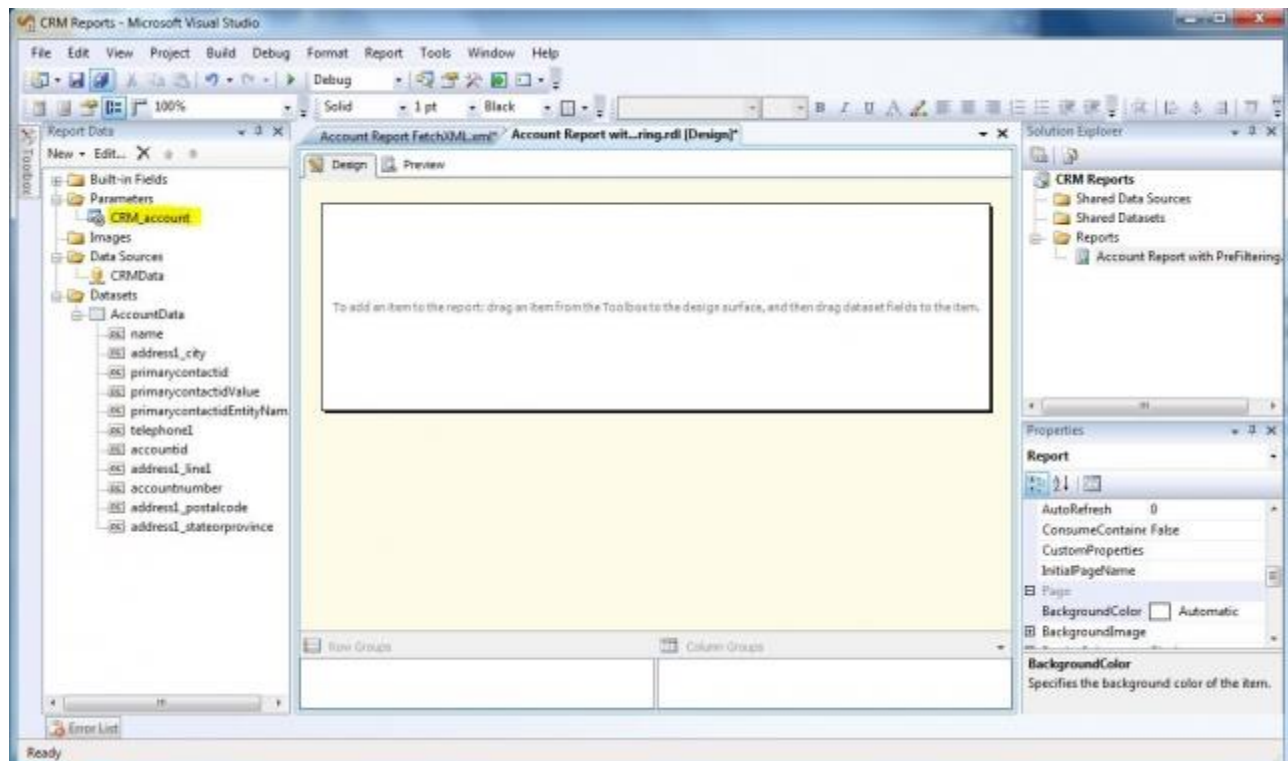 CRM Reports - Microsoft Visual Studio
File Edit View Project Build Debug Format Report Tools Window Help
Debug
100% Solid 1 pt Black B I U A
Report Data
New Edit...
Toolbox
Built-in Fields
Parameters
CRM_account
Images
Data Sources
CRMData
Datasets
AccountData
name
address1_city
primarycontactid
primarycontactidValue
primarycontactidEntityNam
telephone1
accountid
address1_line1
accountnumber
address1_postalcode
address1_stateorprovince
Error List
Ready
Account Report FetchXML.xml* Account Report wit...ring.rdl [Design]*
Design Preview
To add an item to the report: drag an item from the Toolbox to the design surface, and then drag dataset fields to the item.
Row Groups Column Groups
Solution Explorer
CRM Reports
Shared Data Sources
Shared Datasets
Reports
Account Report with PreFiltering.
Properties
Report
AutoRefresh 0
ConsumeContaine False
CustomProperties
InitialPageName
Page
BackgroundColor Automatic
BackgroundImage
BackgroundColor
Specifies the background color of the item.